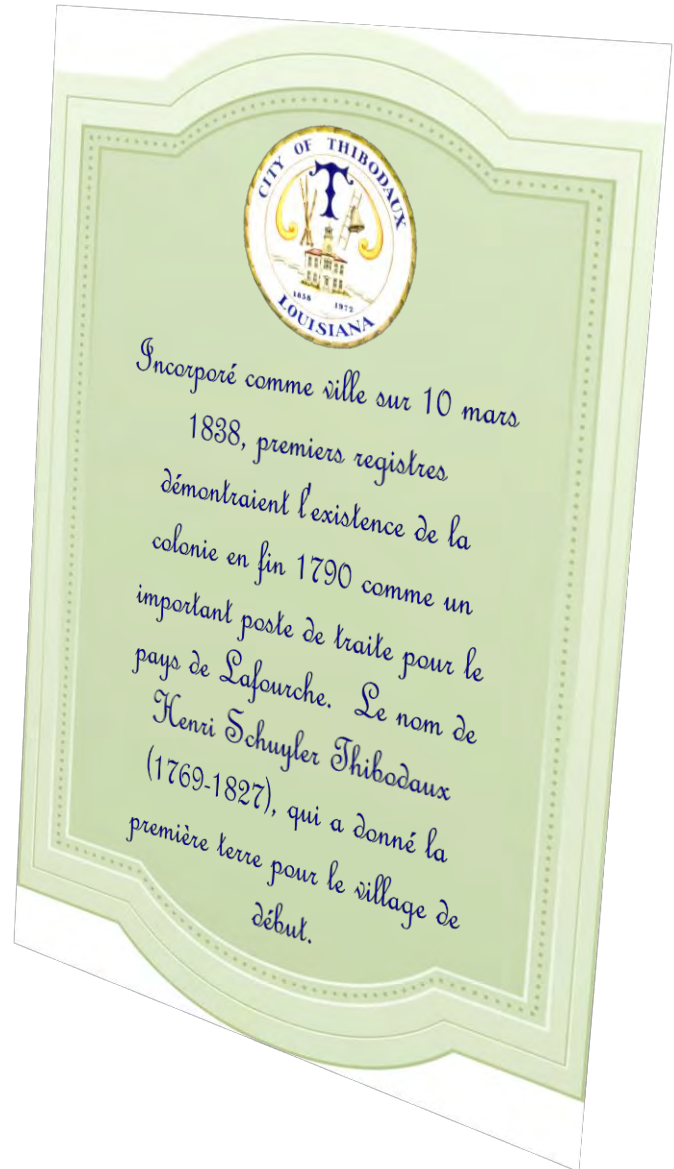 CITY OF THIBODAUX
T
1838 1972
LOUISIANA
Incorporé comme ville sur 10 mars
1838, premiers registres
démontraient l'existence de la
colonie en fin 1790 comme un
important poste de traite pour le
pays de Lafourche. Le nom de
Henri Schuyler Thibodaux
(1769-1827), qui a donné la
première terre pour le village de
début.